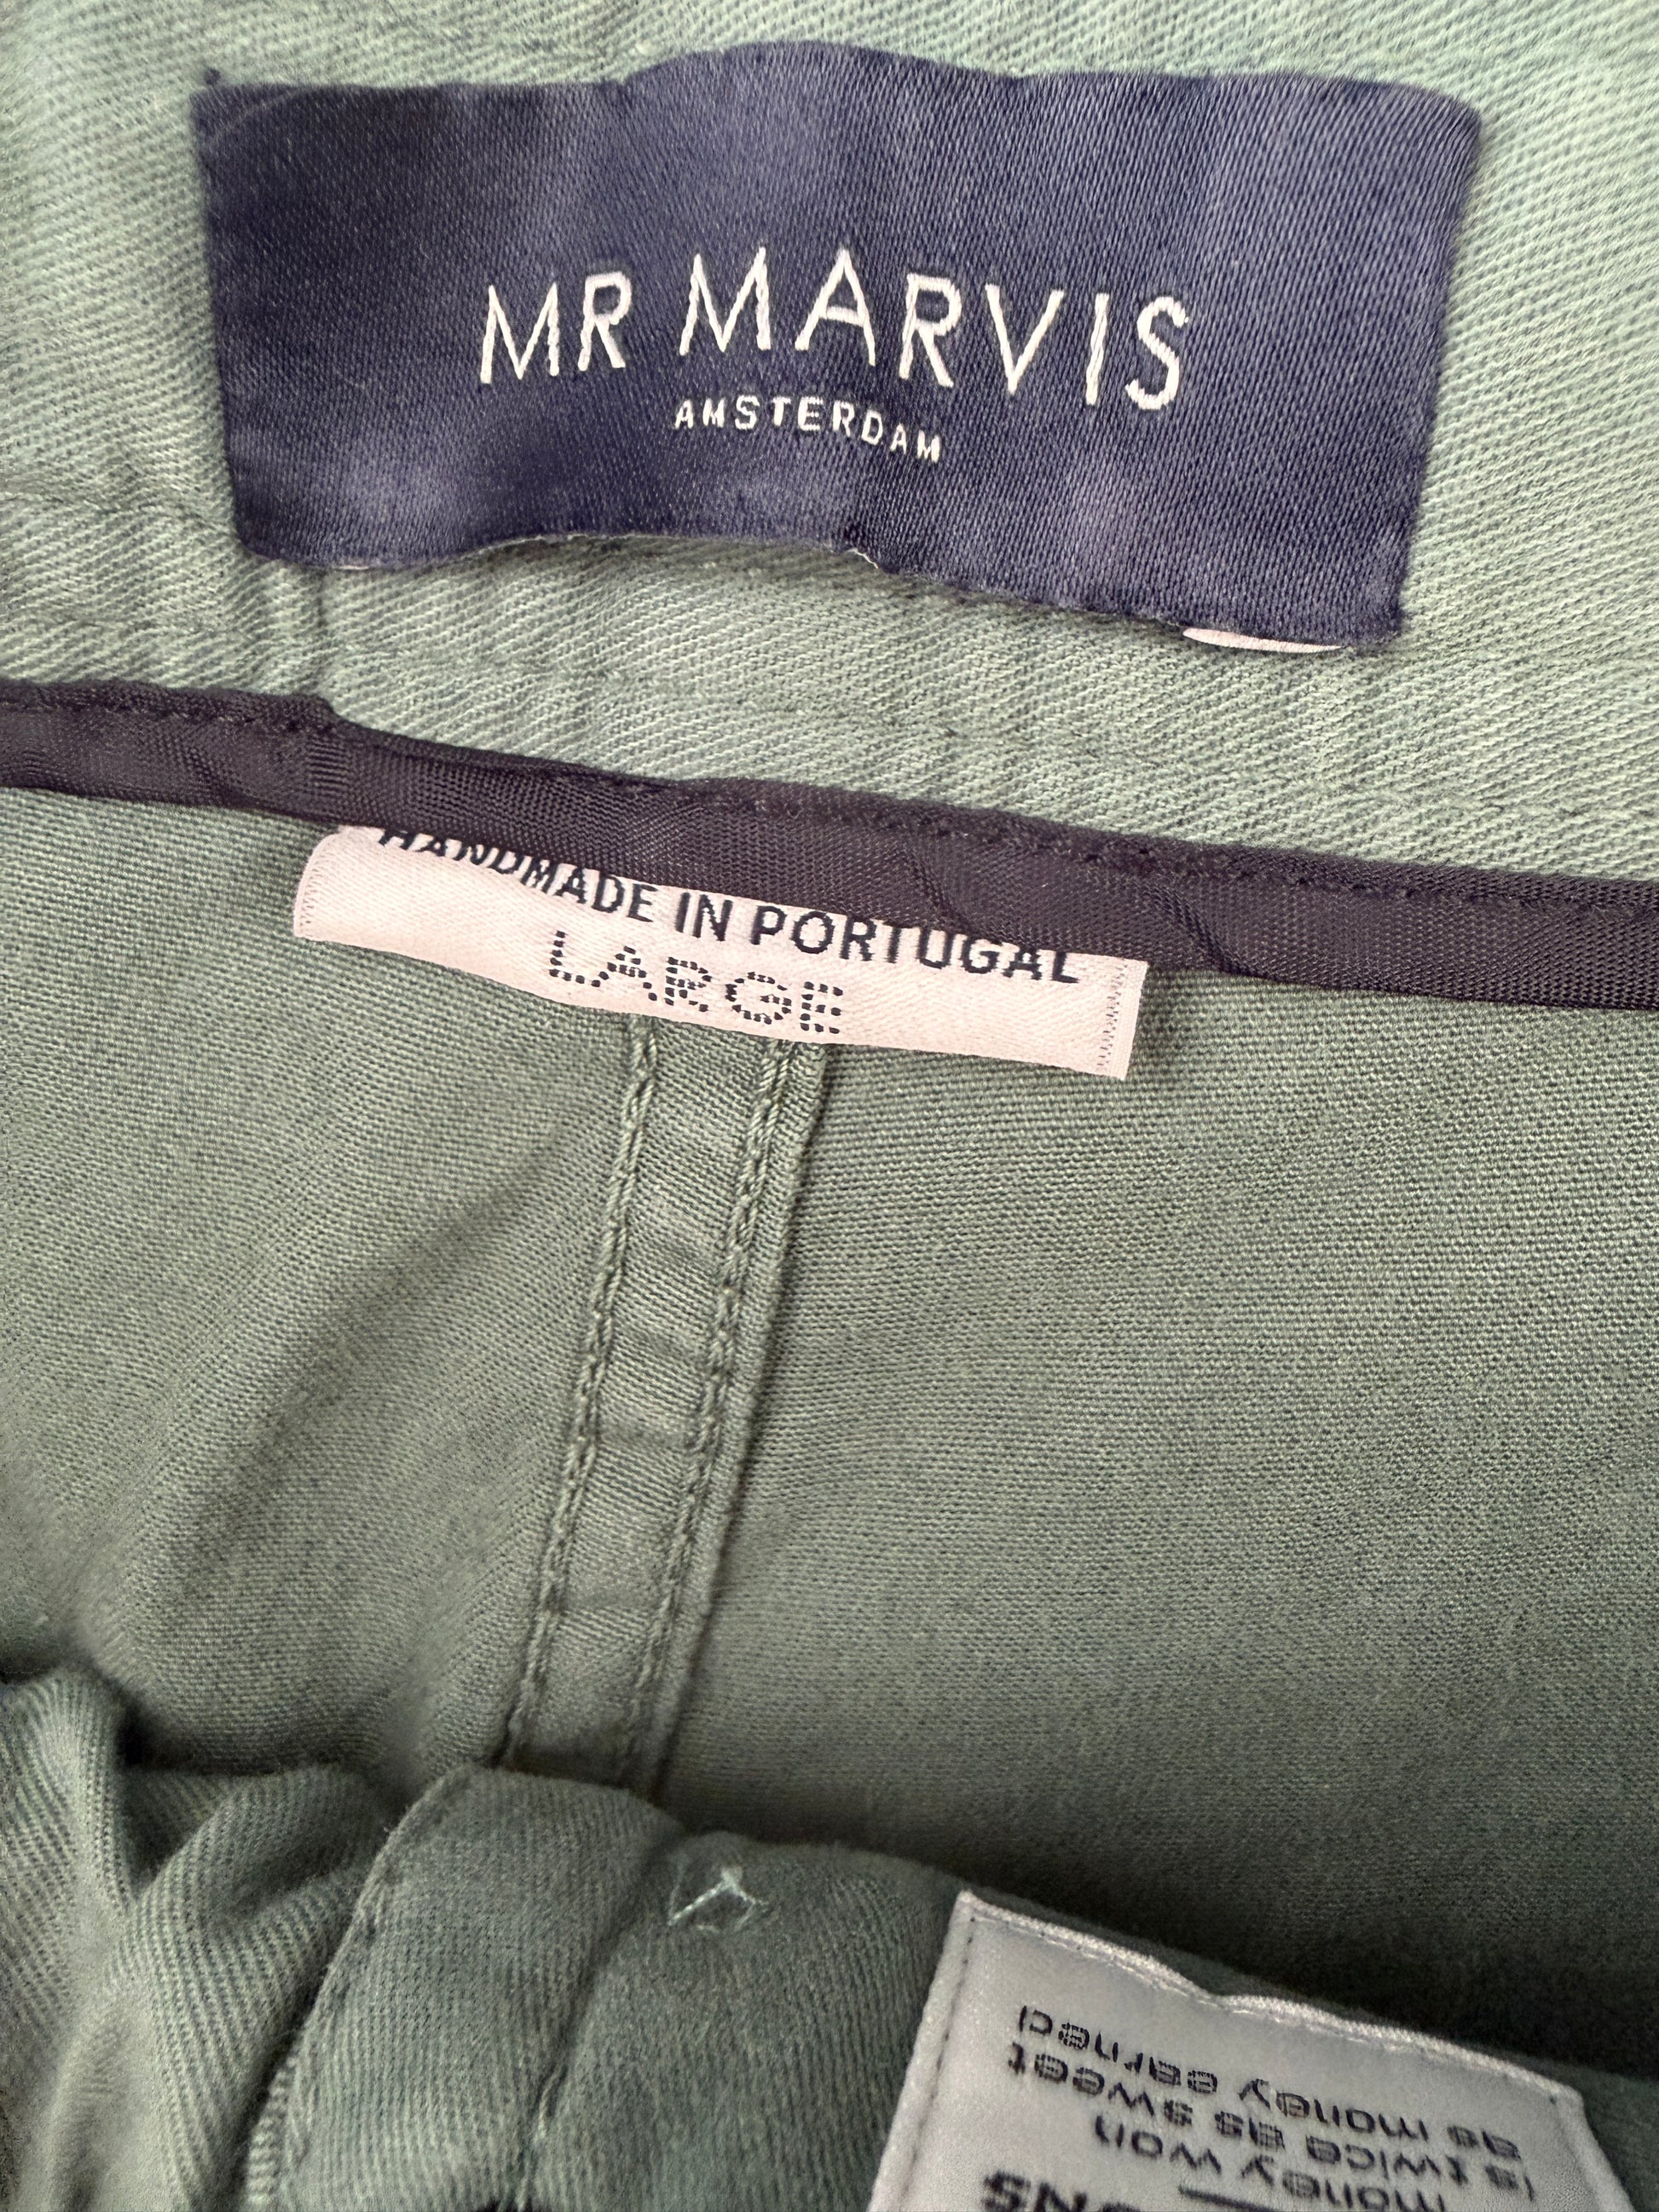 MR MARVIS
AMSTERDAM
HANDMADE IN PORTUGAL
LARGE
money won
is twice as sweet
as money earned